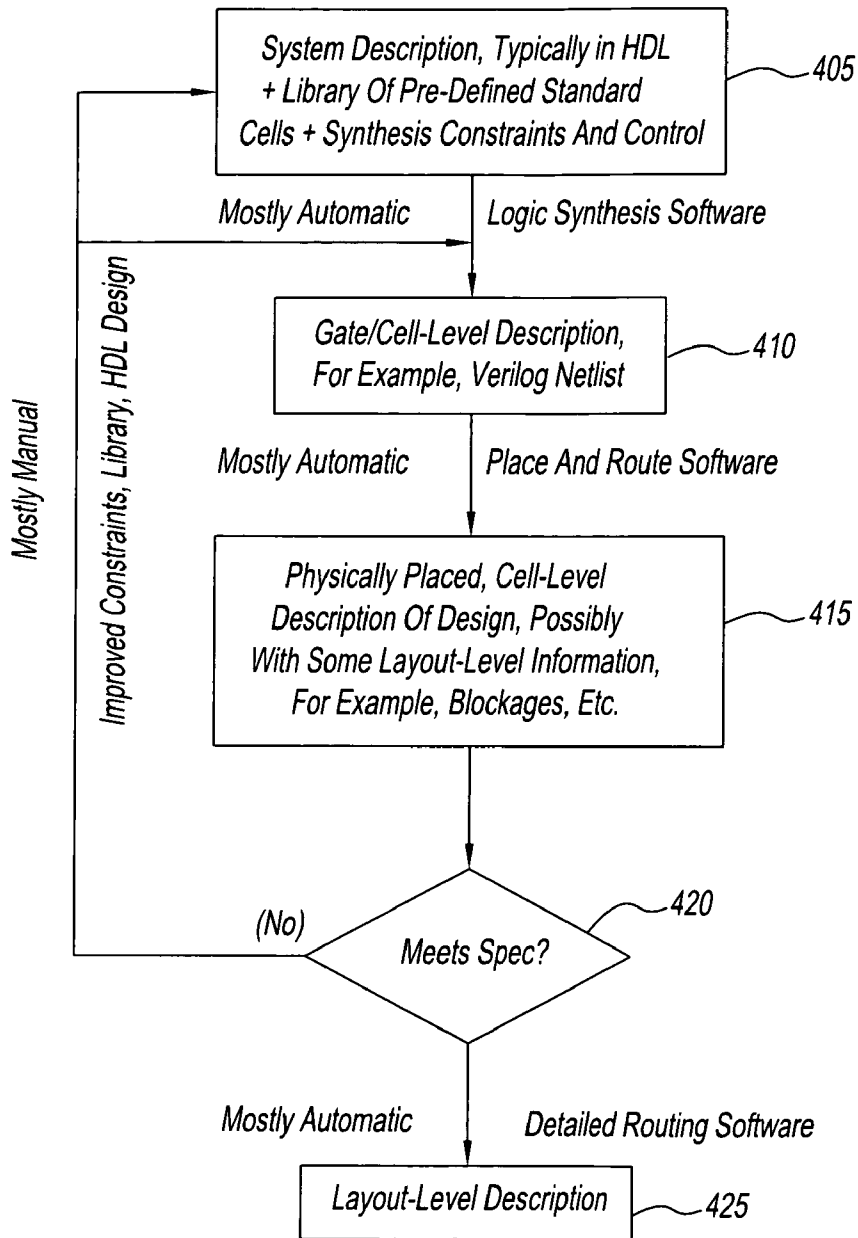 System Description, Typically in HDL
+ Library Of Pre-Defined Standard
Cells + Synthesis Constraints And Control
405
Mostly Automatic
Logic Synthesis Software
Gate/Cell-Level Description,
For Example, Verilog Netlist
410
Mostly Manual
Improved Constraints, Library, HDL Design
Mostly Automatic
Place And Route Software
Physically Placed, Cell-Level
Description Of Design, Possibly
With Some Layout-Level Information,
For Example, Blockages, Etc.
415
(No)
Meets Spec?
420
Mostly Automatic
Detailed Routing Software
Layout-Level Description
425